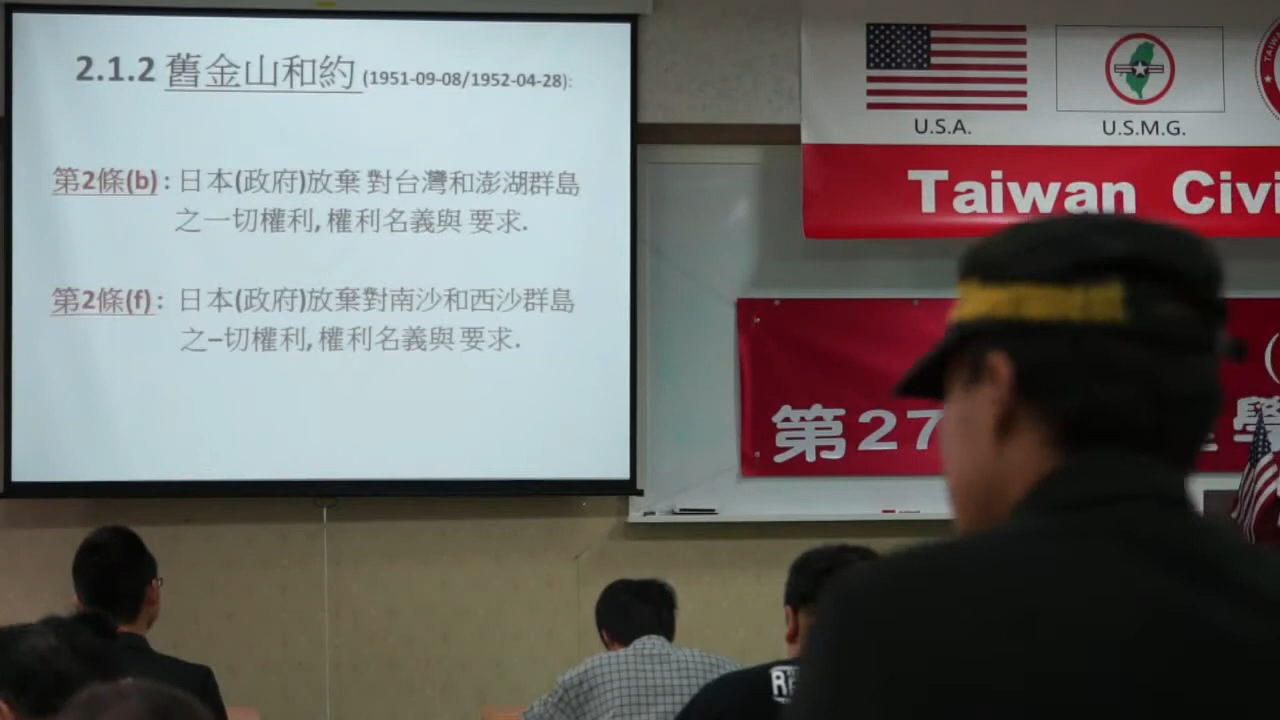 2.1.2 舊金山和約 (1951-09-08/1952-04-28):
第2條(b) : 日本(政府)放棄 對台灣和澎湖群島
之一切權利, 權利名義與 要求.
第2條(f) : 日本(政府)放棄對南沙和西沙群島
之–切權利, 權利名義與 要求.
U.S.A.
U.S.M.G.
Taiwan Civi
第27
學